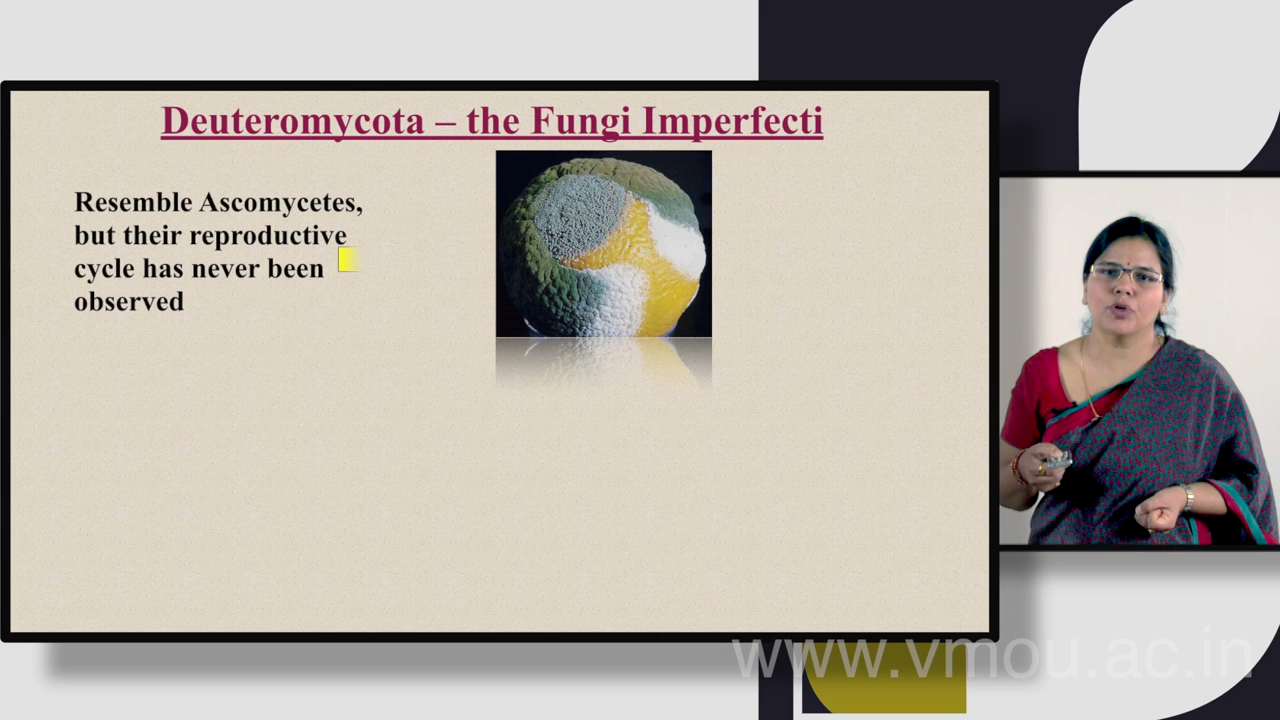 Deuteromycota – the Fungi Imperfecti
Resemble Ascomycetes,
but their reproductive
cycle has never been
observed
www.vmou.ac.in